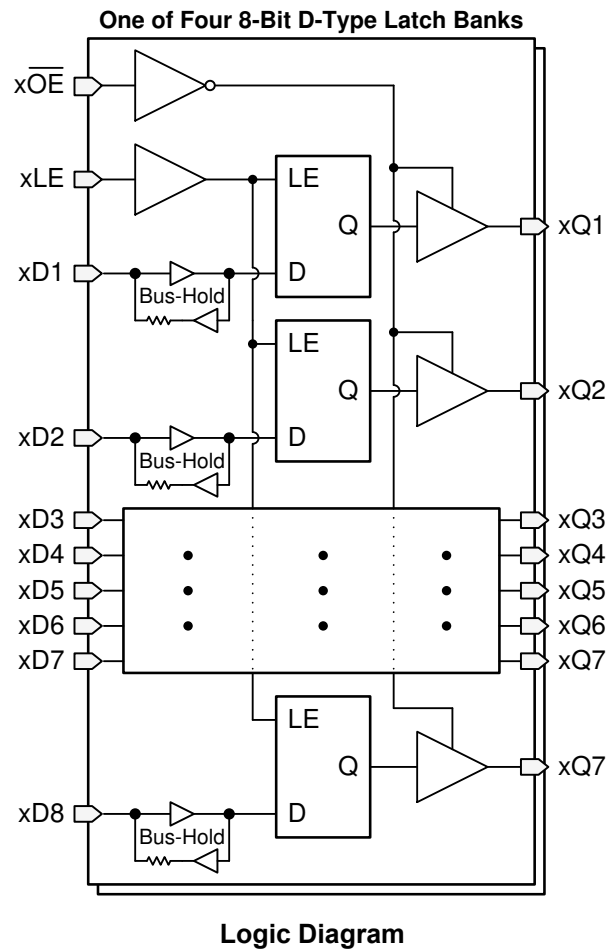 One of Four 8-Bit D-Type Latch Banks
xO̅E̅
xLE
LE
Q
xQ1
xD1
D
Bus-Hold
LE
Q
xQ2
xD2
D
Bus-Hold
xD3
xQ3
xD4
xQ4
xD5
xQ5
xD6
xQ6
xD7
xQ7
LE
Q
xQ7
xD8
D
Bus-Hold
Logic Diagram